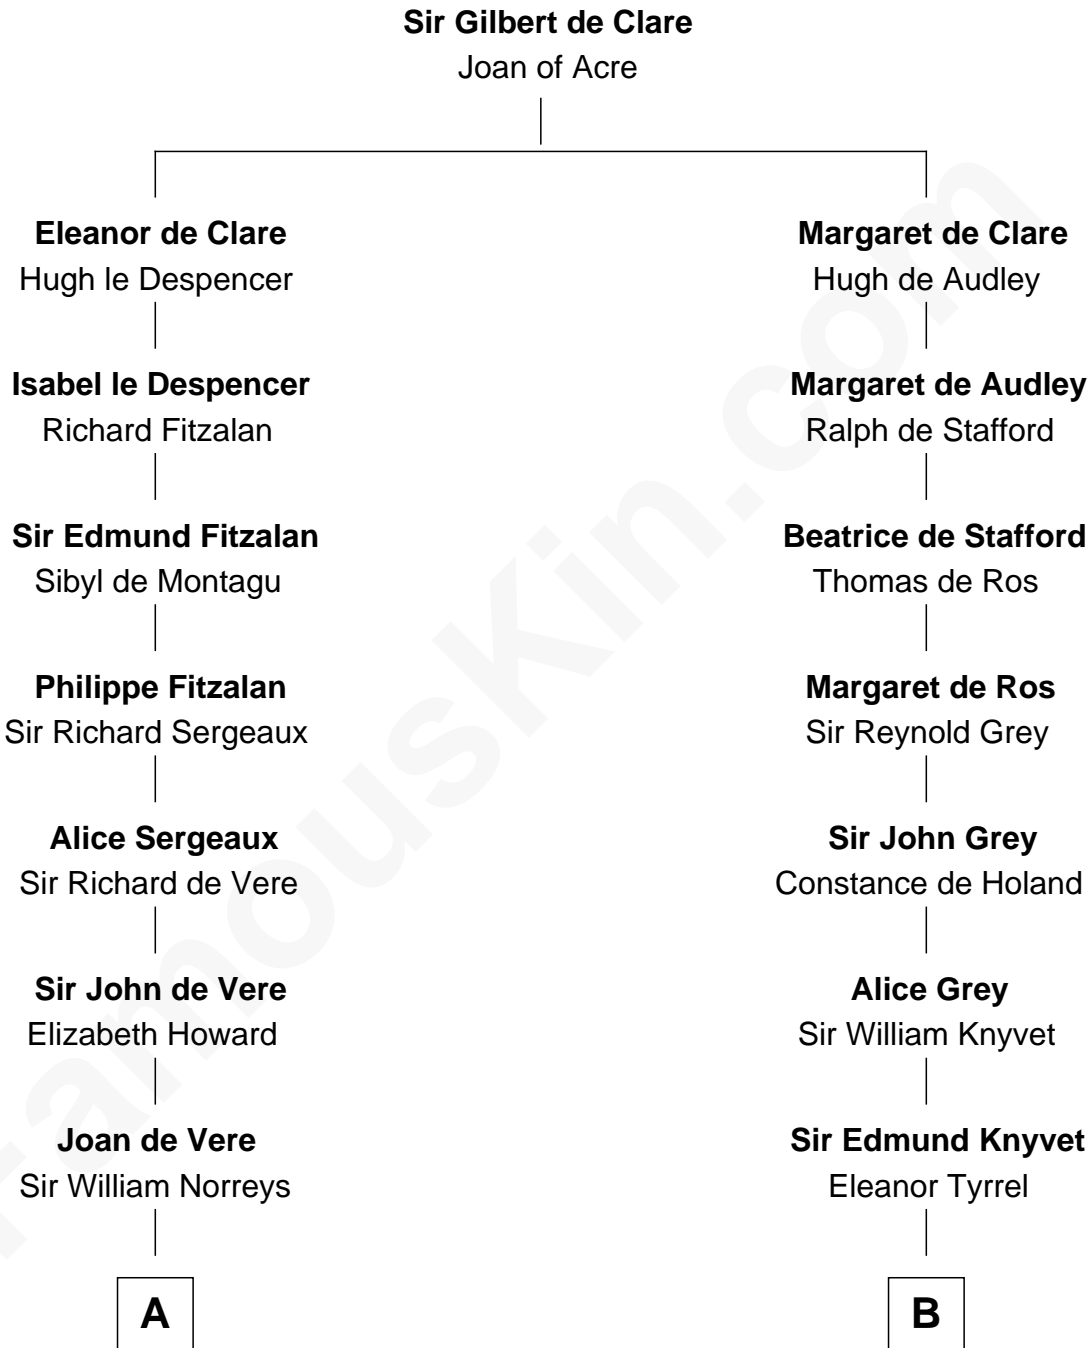 Sir Gilbert de Clare
Joan of Acre
Eleanor de Clare
Hugh le Despencer
Margaret de Clare
Hugh de Audley
Isabel le Despencer
Richard Fitzalan
Margaret de Audley
Ralph de Stafford
Sir Edmund Fitzalan
Sibyl de Montagu
Beatrice de Stafford
Thomas de Ros
Philippe Fitzalan
Sir Richard Sergeaux
Margaret de Ros
Sir Reynold Grey
Alice Sergeaux
Sir Richard de Vere
Sir John Grey
Constance de Holand
Sir John de Vere
Elizabeth Howard
Alice Grey
Sir William Knyvet
Joan de Vere
Sir William Norreys
Sir Edmund Knyvet
Eleanor Tyrrel
A
B
FamousKin.com